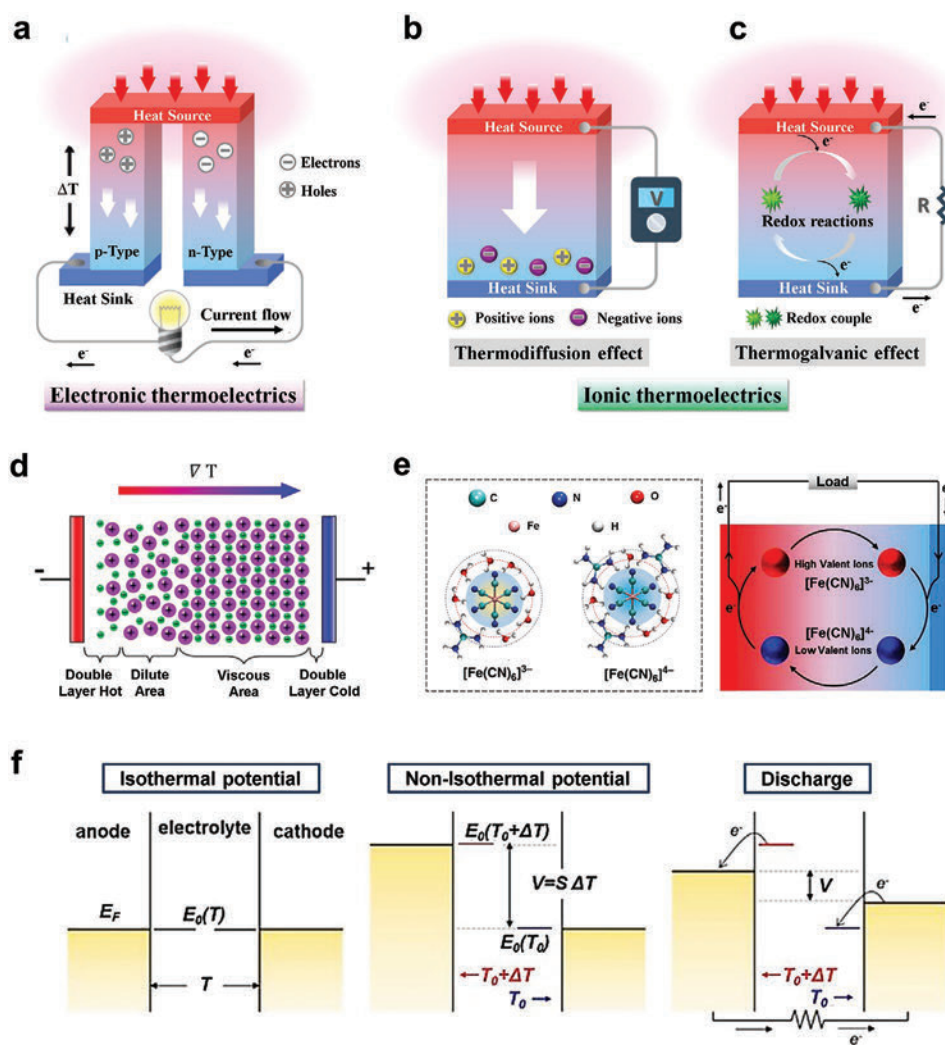 a
Heat Source
Electrons
Holes
ΔT
p-Type
n-Type
Heat Sink
Current flow
e⁻
e⁻
Electronic thermoelectrics
b
Heat Source
V
Heat Sink
Positive ions
Negative ions
Thermodiffusion effect
c
e⁻
Heat Source
e⁻
Redox reactions
R
e⁻
Heat Sink
e⁻
Redox couple
Thermogalvanic effect
Ionic thermoelectrics
d
∇ T
-
+
Double Layer Hot
Dilute Area
Viscous Area
Double Layer Cold
e
C
N
O
Fe
H
[Fe(CN)₆]³⁻
[Fe(CN)₆]⁴⁻
Load
e⁻
e
High Valent Ions
[Fe(CN)₆]³⁻
e⁻
e⁻
[Fe(CN)₆]⁴⁻
Low Valent Ions
f
Isothermal potential
anode
electrolyte
cathode
E_F
E₀(T)
T
Non-Isothermal potential
E₀(T₀+ΔT)
V=S ΔT
E₀(T₀)
T₀+ΔT
T₀
Discharge
e⁻
V
e⁻
T₀+ΔT
T₀
e⁻